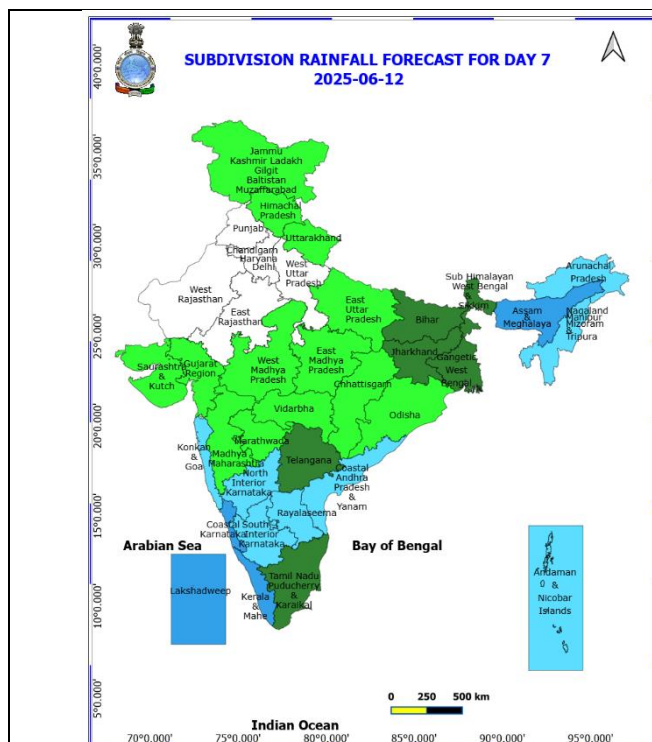 SUBDIVISION RAINFALL FORECAST FOR DAY 7
2025-06-12
40°0.000'
35°0.000'
30°0.000'
25°0.000'
20°0.000'
15°0.000'
10°0.000'
5°0.000'
Jammu
Kashmir Ladakh
Gilgit
Baltistan
Muzaffarabad
Himachal
Pradesh
Punjab
Uttarakhand
Chandigarh
Haryana
Delhi
West
Uttar
Pradesh
West
Rajasthan
East
Rajasthan
East
Uttar
Pradesh
Sub Himalayan
West Bengal
&
Sikkim
Arunachal
Pradesh
Assam
&
Meghalaya
Nagaland
Manipur
Mizoram
&
Tripura
Bihar
Jharkhand
Gangetic
West
Bengal
Saurashtra
&
Kutch
Gujarat
Region
West
Madhya
Pradesh
East
Madhya
Pradesh
Chhattisgarh
Odisha
Vidarbha
Konkan
&
Goa
Madhya
Maharashtra
Marathwada
Telangana
North
Interior
Karnataka
Coastal
Andhra
Pradesh
&
Yanam
Rayalaseema
Coastal
Karnataka
South
Interior
Karnataka
Arabian Sea
Bay of Bengal
Lakshadweep
Kerala
&
Mahe
Tamil Nadu
Puducherry
&
Karaikal
Andaman
&
Nicobar
Islands
0 250 500 km
Indian Ocean
70°0.000' 75°0.000' 80°0.000' 85°0.000' 90°0.000' 95°0.000'